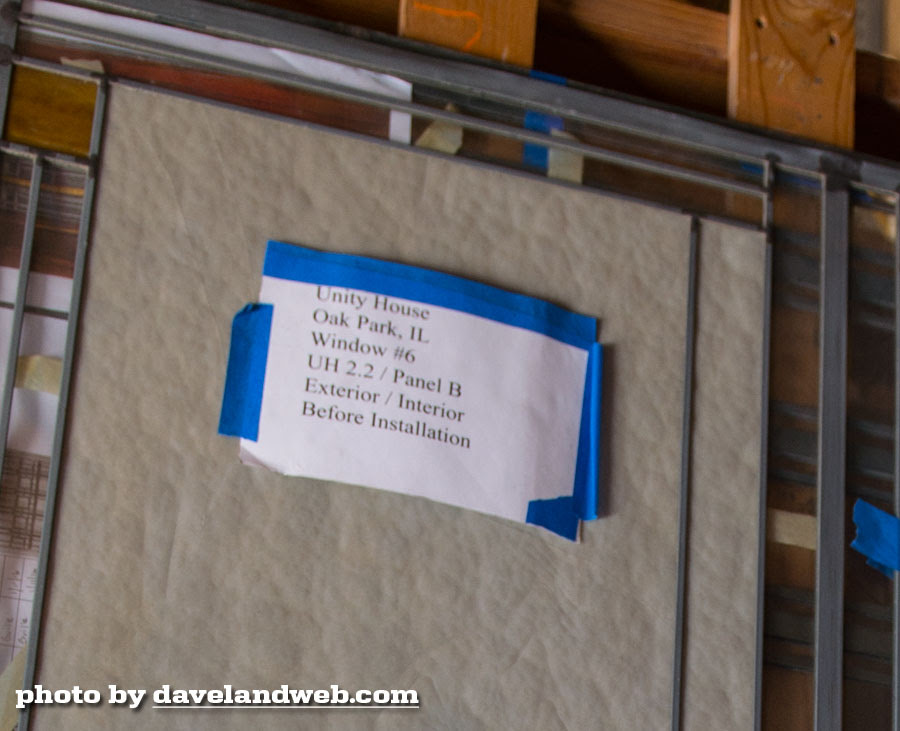 Unity House
Oak Park, IL
Window #6
UH 2.2 / Panel B
Exterior / Interior
Before Installation
photo by davelandweb.com